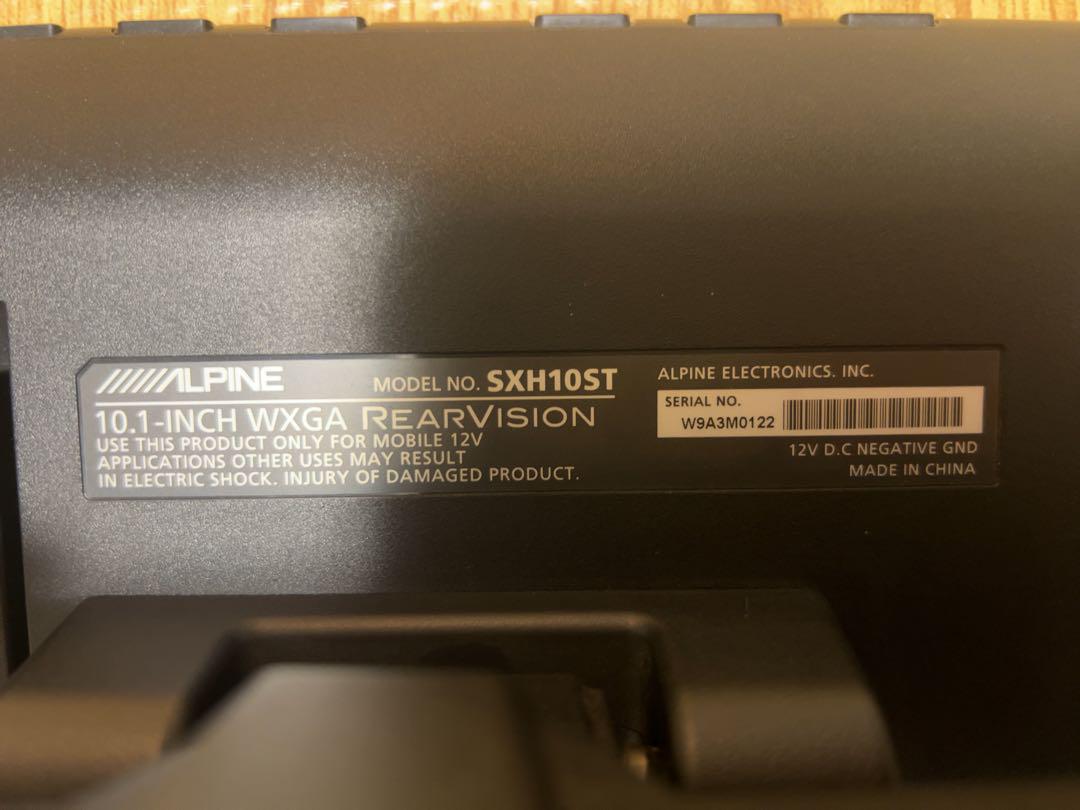 ALPINE MODEL NO. SXH10ST
10.1-INCH WXGA REARVISION
USE THIS PRODUCT ONLY FOR MOBILE 12V
APPLICATIONS OTHER USES MAY RESULT
IN ELECTRIC SHOCK. INJURY OF DAMAGED PRODUCT.
ALPINE ELECTRONICS. INC.
SERIAL NO.
W9A3M0122
12V D.C NEGATIVE GND
MADE IN CHINA